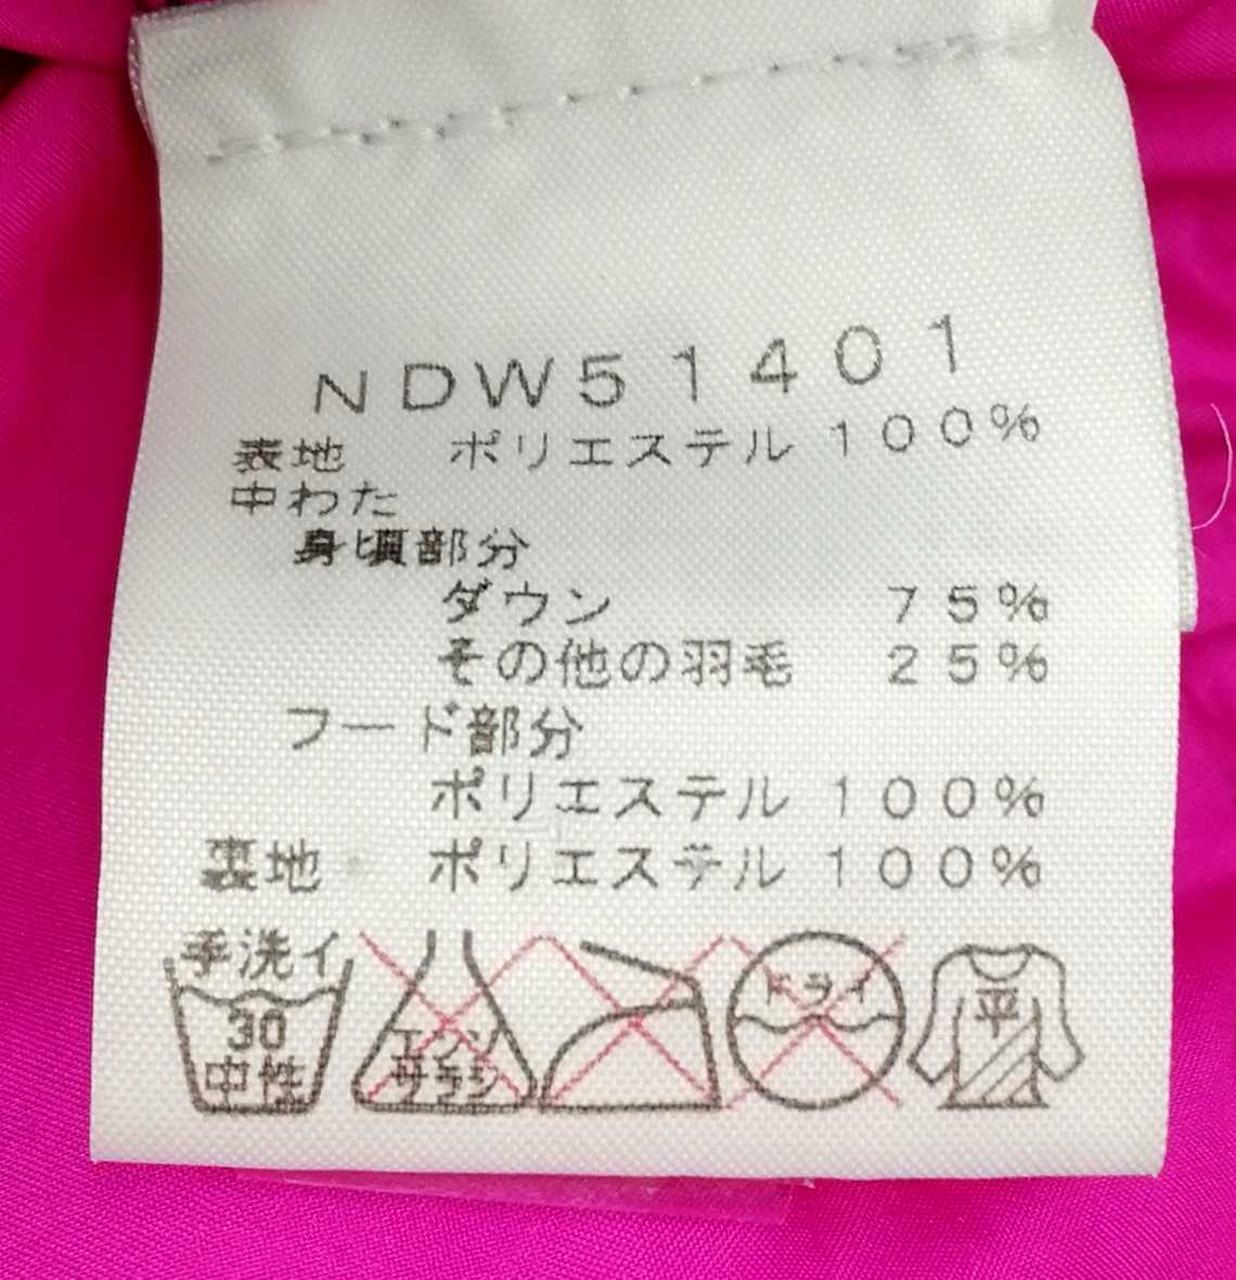 NDW51401
表地 ポリエステル 100%
中わた
身頃部分
ダウン 75%
その他の羽毛 25%
フード部分
ポリエステル 100%
裏地 ポリエステル 100%
手洗イ
30
中性
エンソ
サラシ
ドライ
平